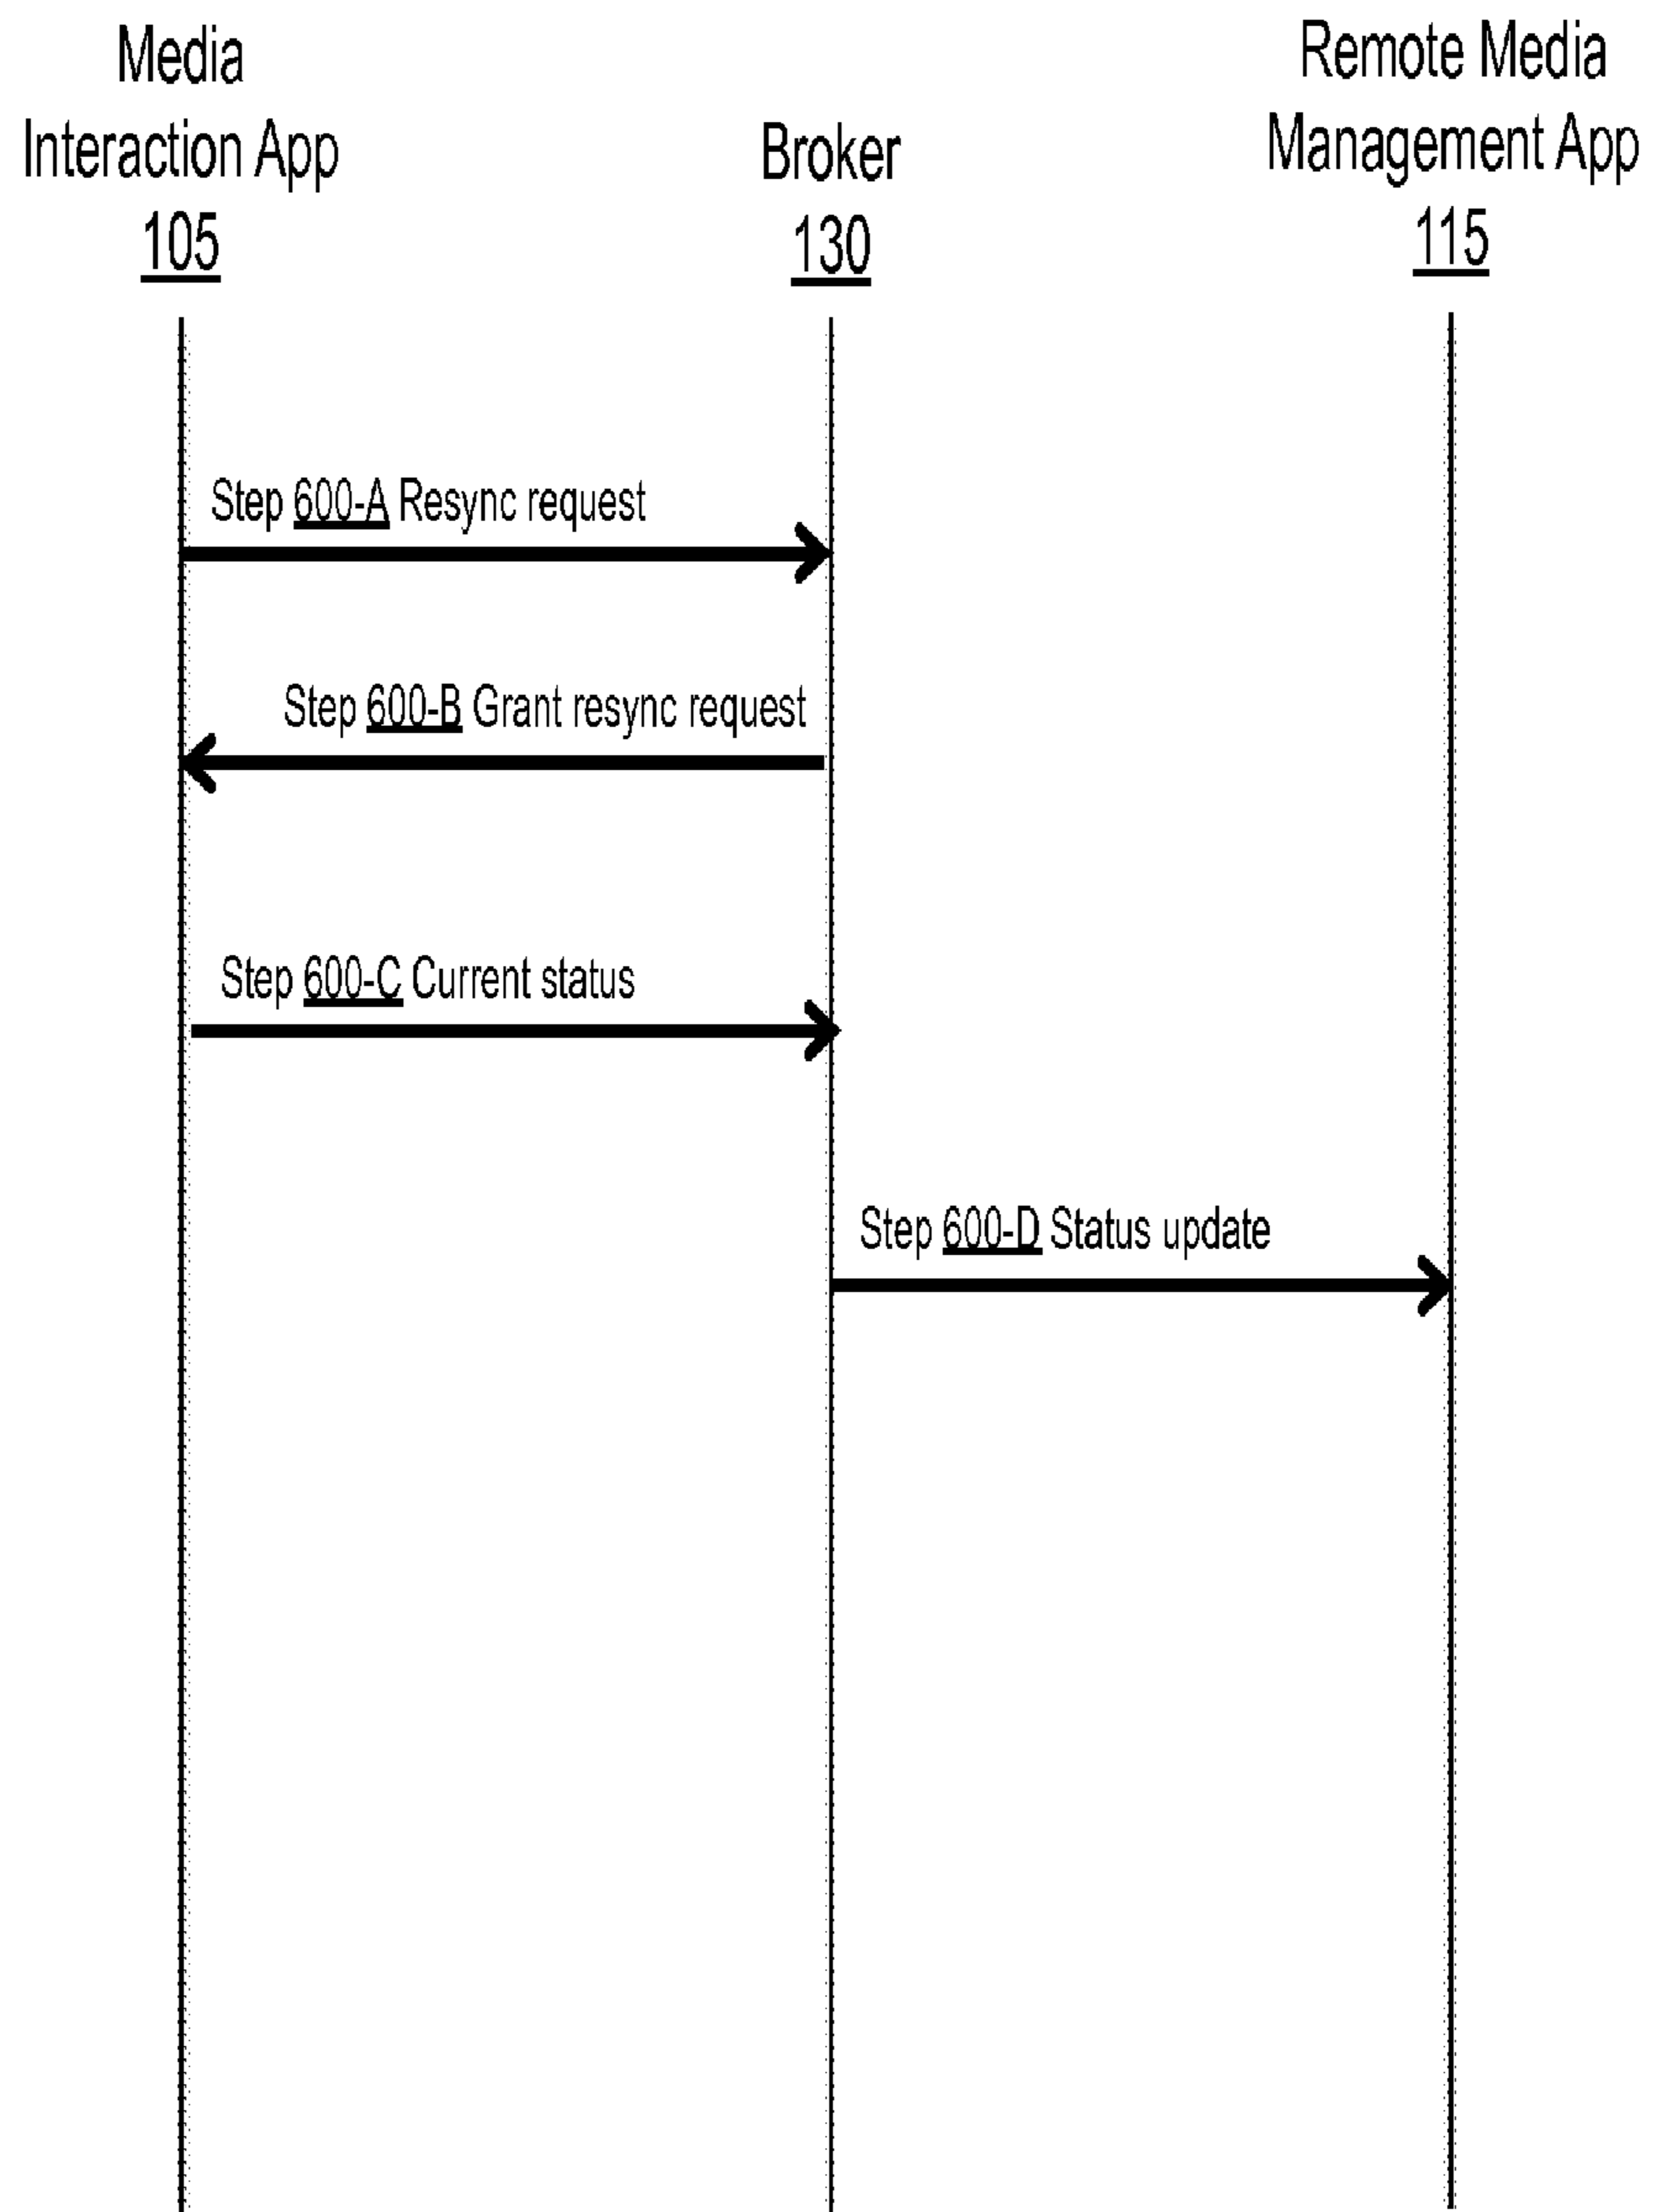 Media
Interaction App
105
Broker
130
Remote Media
Management App
115
Step 600-A Resync request
Step 600-B Grant resync request
Step 600-C Current status
Step 600-D Status update